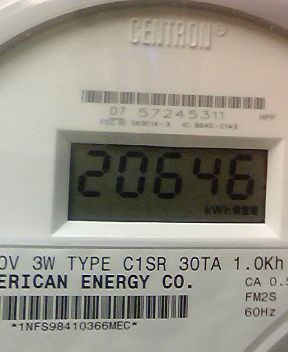 CENTRON®
07 57245311
HPF
20646
kWh
0V 3W TYPE C1SR 30TA 1.0Kh
ERICAN ENERGY CO.
CA 0.5
FM2S
60Hz
*1NFS98410366MEC*